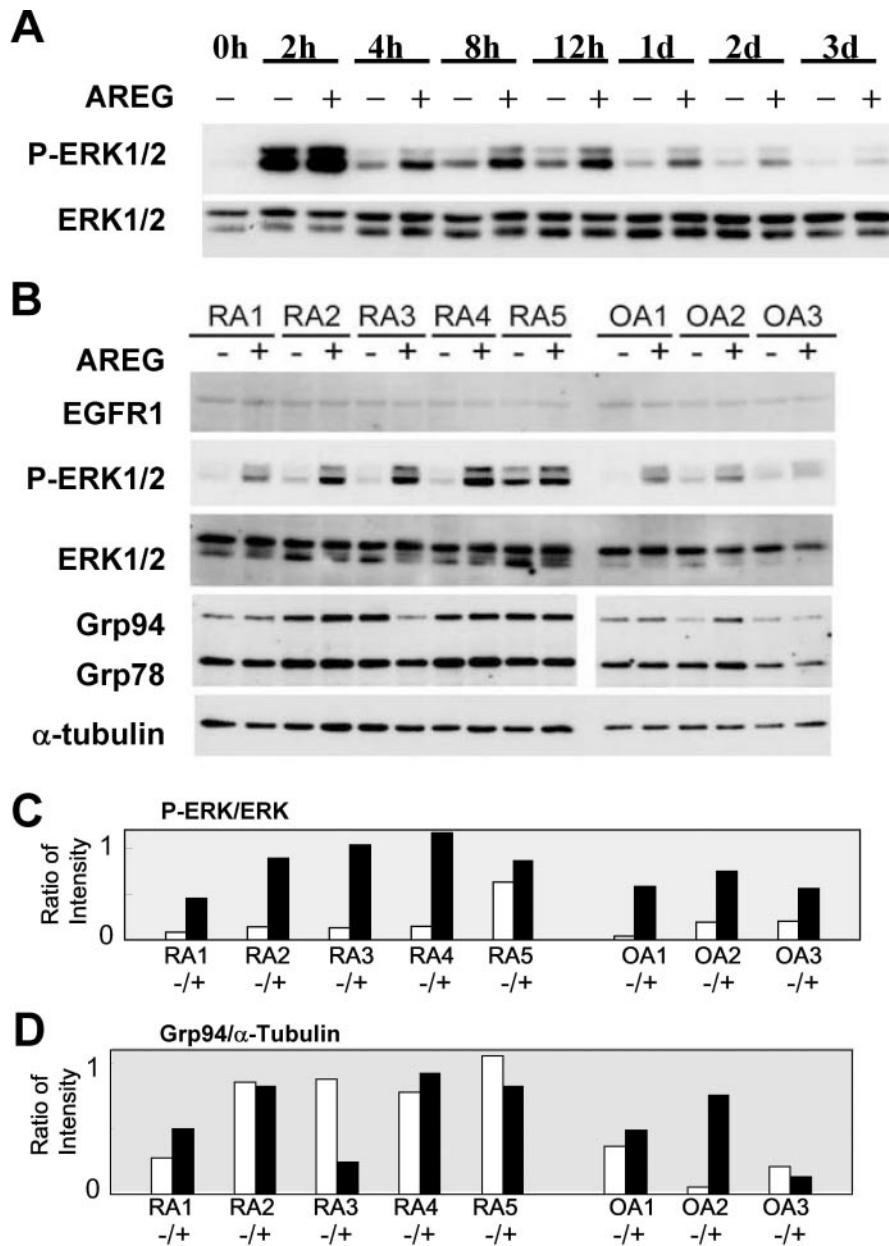 A
0h 2h 4h 8h 12h 1d 2d 3d
AREG − − + − + − + − + − + − + − +
P-ERK1/2
ERK1/2
B
RA1 RA2 RA3 RA4 RA5 OA1 OA2 OA3
AREG - + - + - + - + - + - + - + - +
EGFR1
P-ERK1/2
ERK1/2
Grp94
Grp78
α-tubulin
C
P-ERK/ERK
Ratio of
Intensity
1
0
RA1 RA2 RA3 RA4 RA5 OA1 OA2 OA3
-/+ -/+ -/+ -/+ -/+ -/+ -/+ -/+
D
Grp94/α-Tubulin
Ratio of
Intensity
1
0
RA1 RA2 RA3 RA4 RA5 OA1 OA2 OA3
-/+ -/+ -/+ -/+ -/+ -/+ -/+ -/+